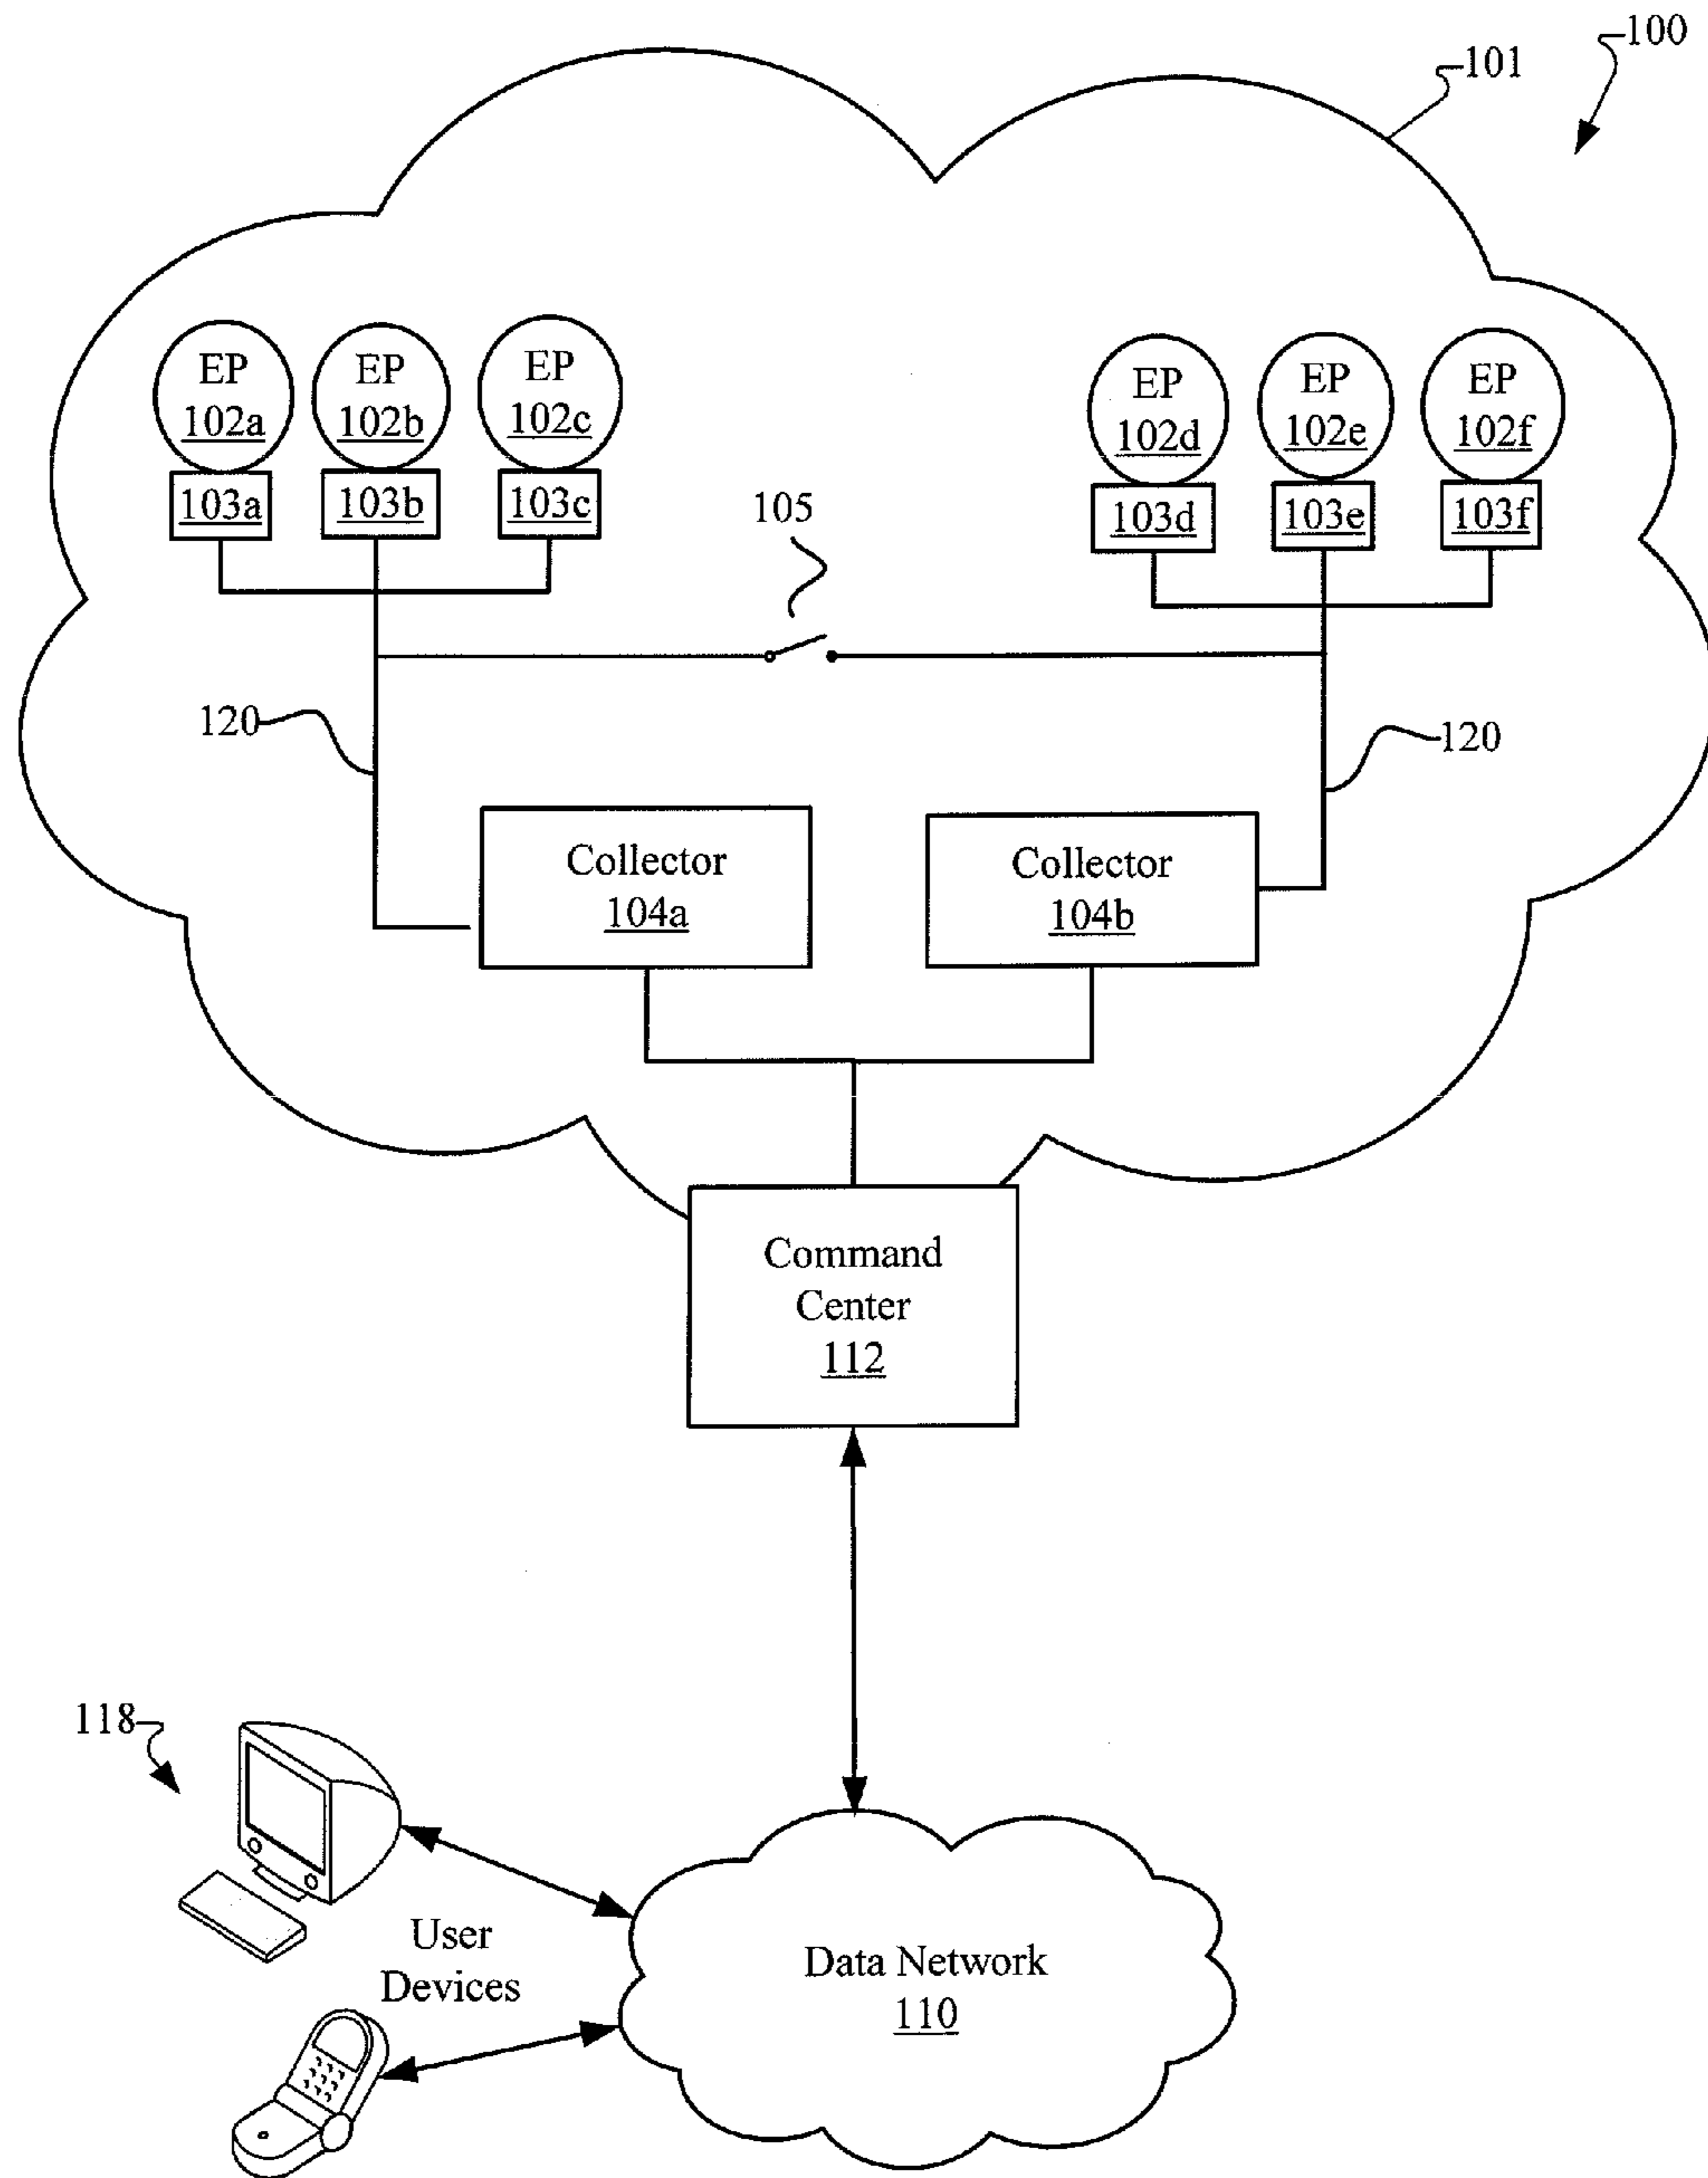 100
101
EP EP EP
102a 102b 102c
103a 103b 103c
EP EP EP
102d 102e 102f
103d 103e 103f
105
120
120
Collector
104a
Collector
104b
Command
Center
112
118
User
Devices
Data Network
110